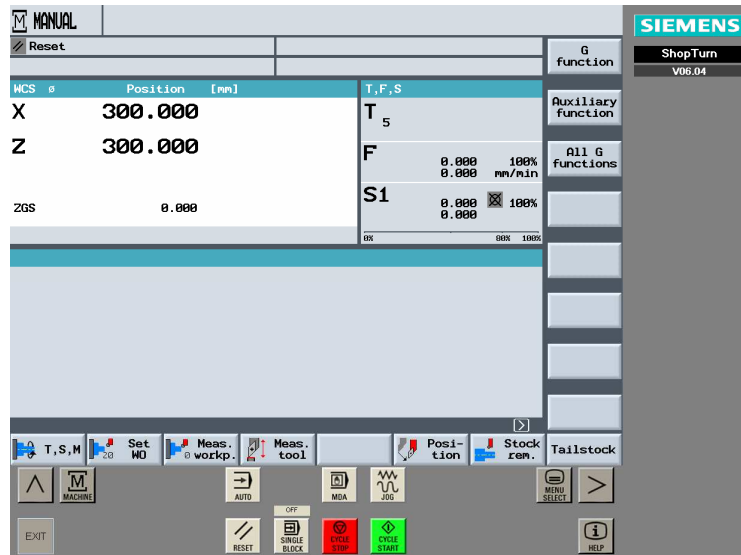 M MANUAL
SIEMENS
ShopTurn
V06.04
Reset
G
function
WCS ø Position [mm]
T,F,S
X 300.000
T 5
Auxiliary
function
Z 300.000
F 0.000 100%
0.000 mm/min
All G
functions
ZGS 0.000
S1 0.000 100%
0.000
0% 80% 100%
T,S,M
20
Set
WO
ø
Meas.
workp.
Meas.
tool
Posi-
tion
Stock
rem.
Tailstock
M
MACHINE
AUTO
MDA
JOG
MENU
SELECT
OFF
EXIT
RESET
SINGLE
BLOCK
CYCLE
STOP
CYCLE
START
i
HELP